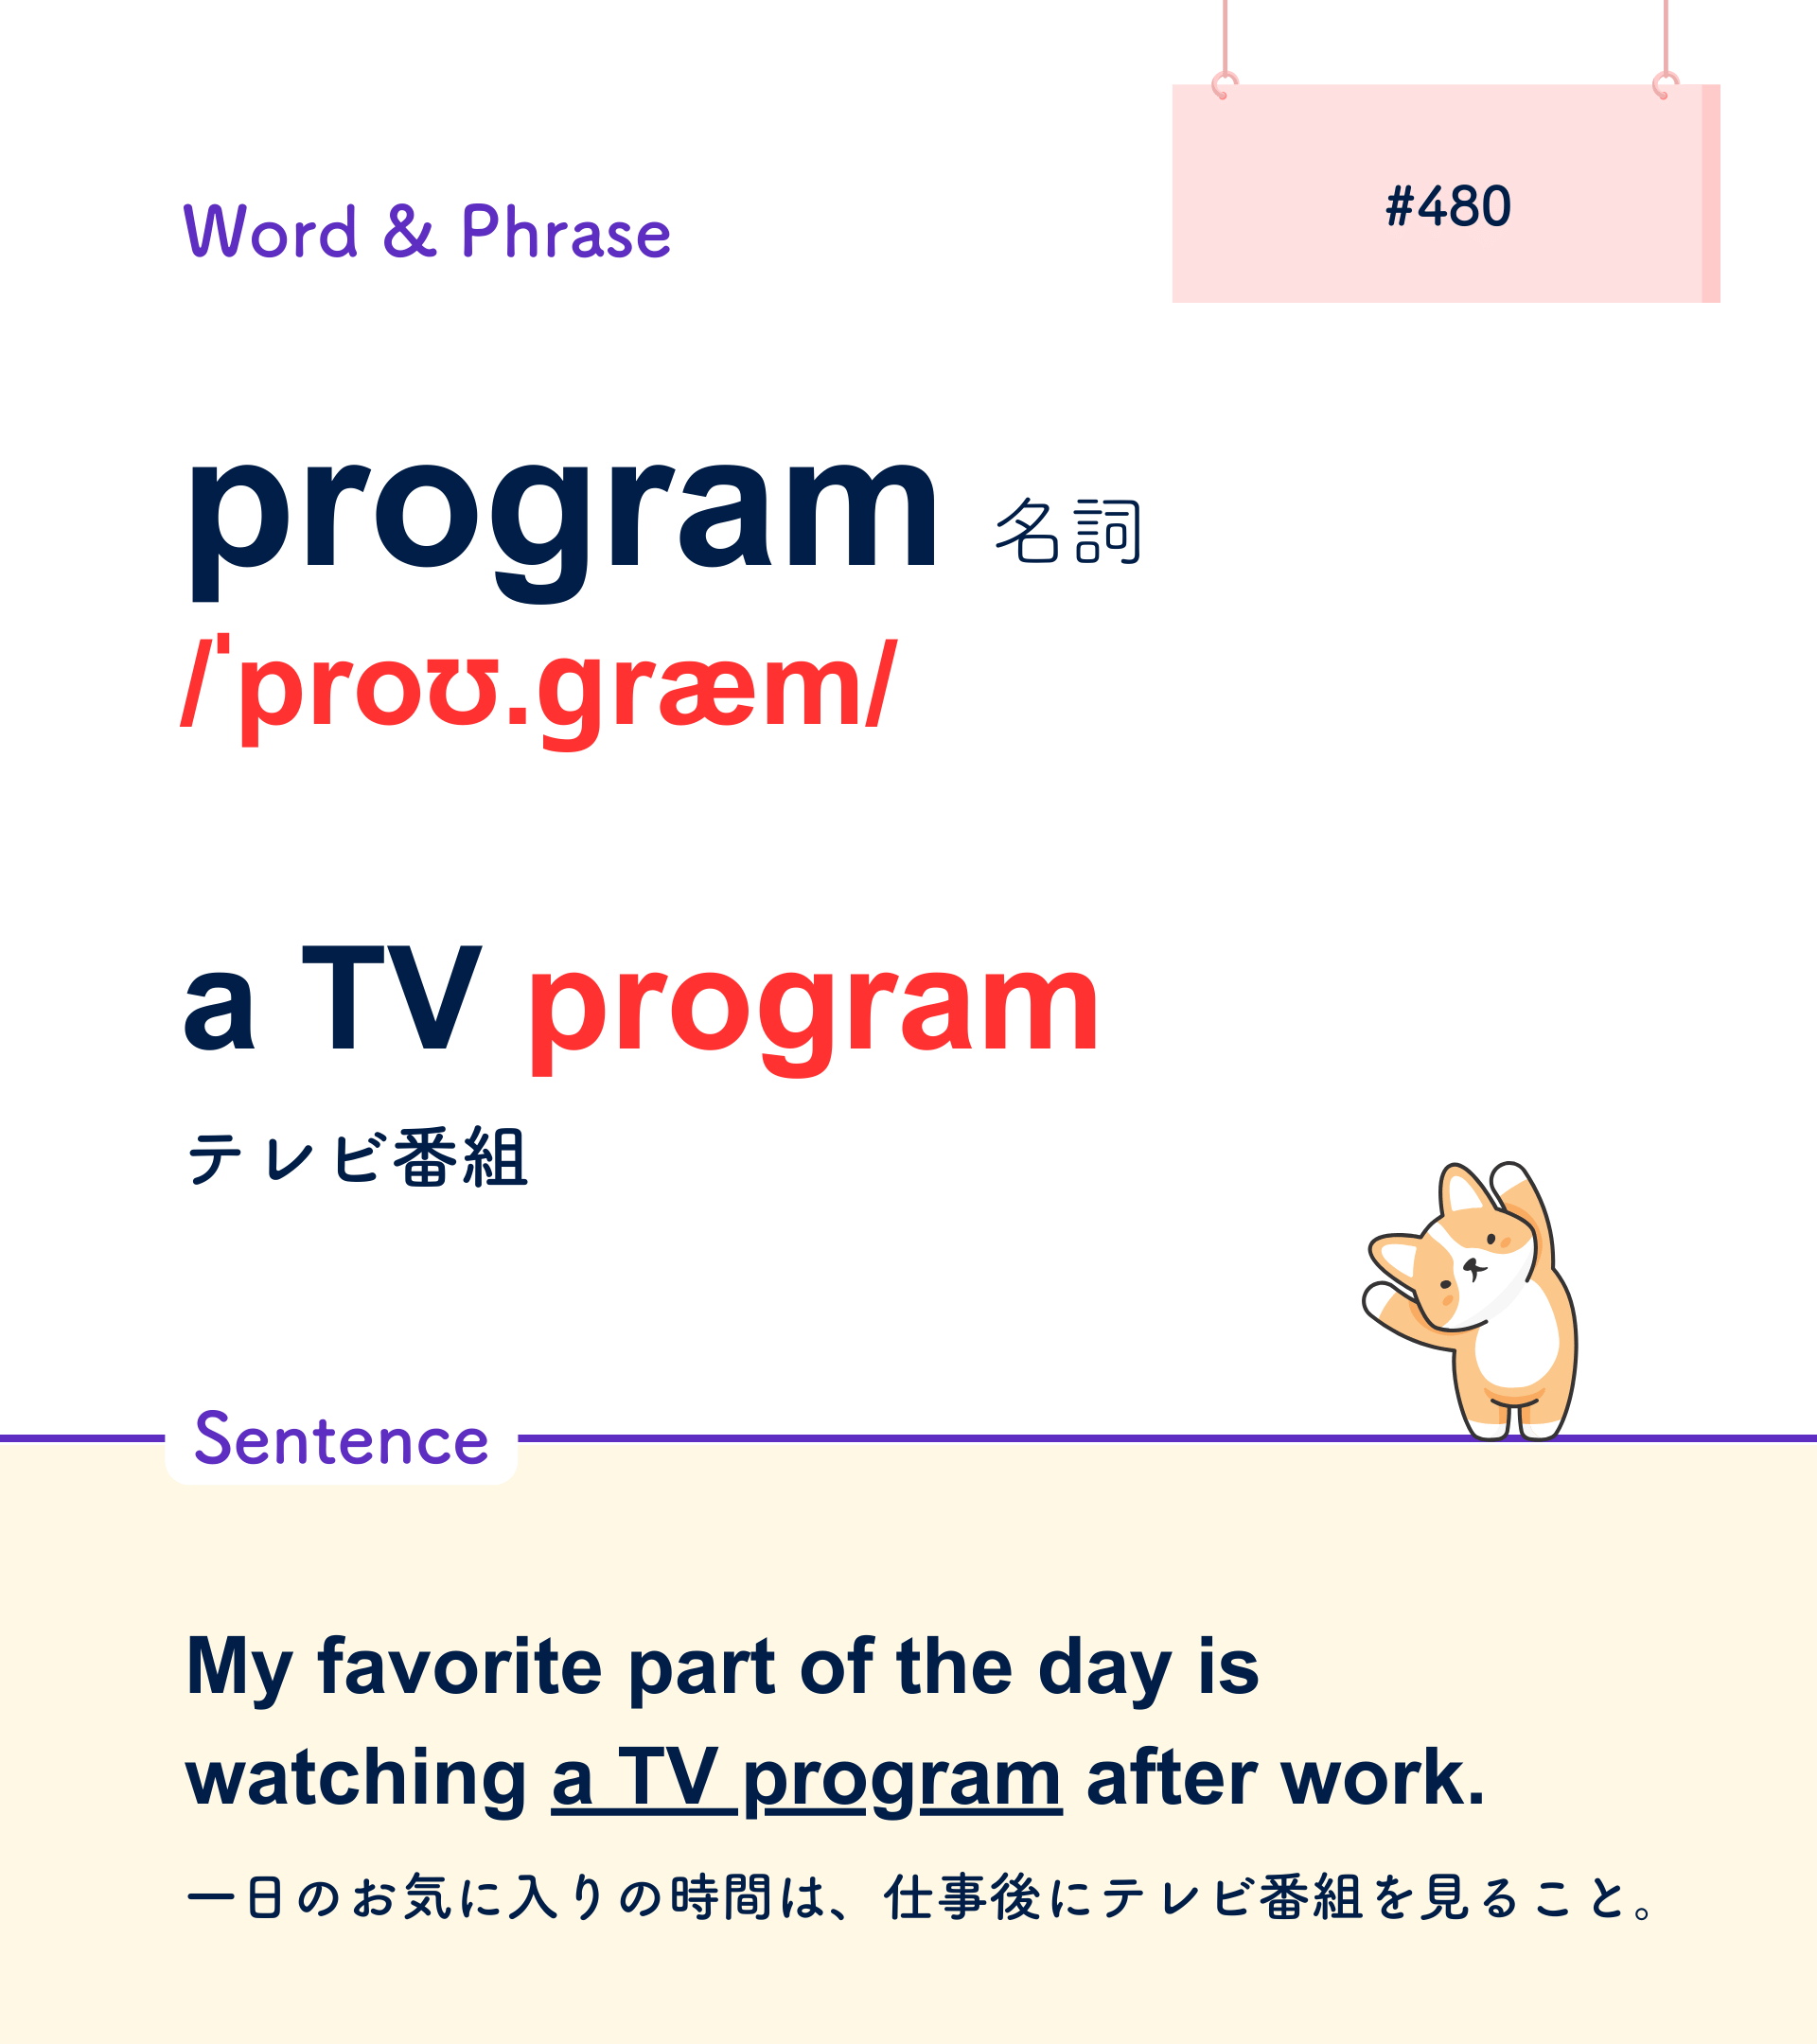 #480
Word & Phrase
program 名詞
/ˈproʊ.græm/
a TV program
テレビ番組
Sentence
My favorite part of the day is
watching a TV program after work.
一日のお気に入りの時間は、仕事後にテレビ番組を見ること。